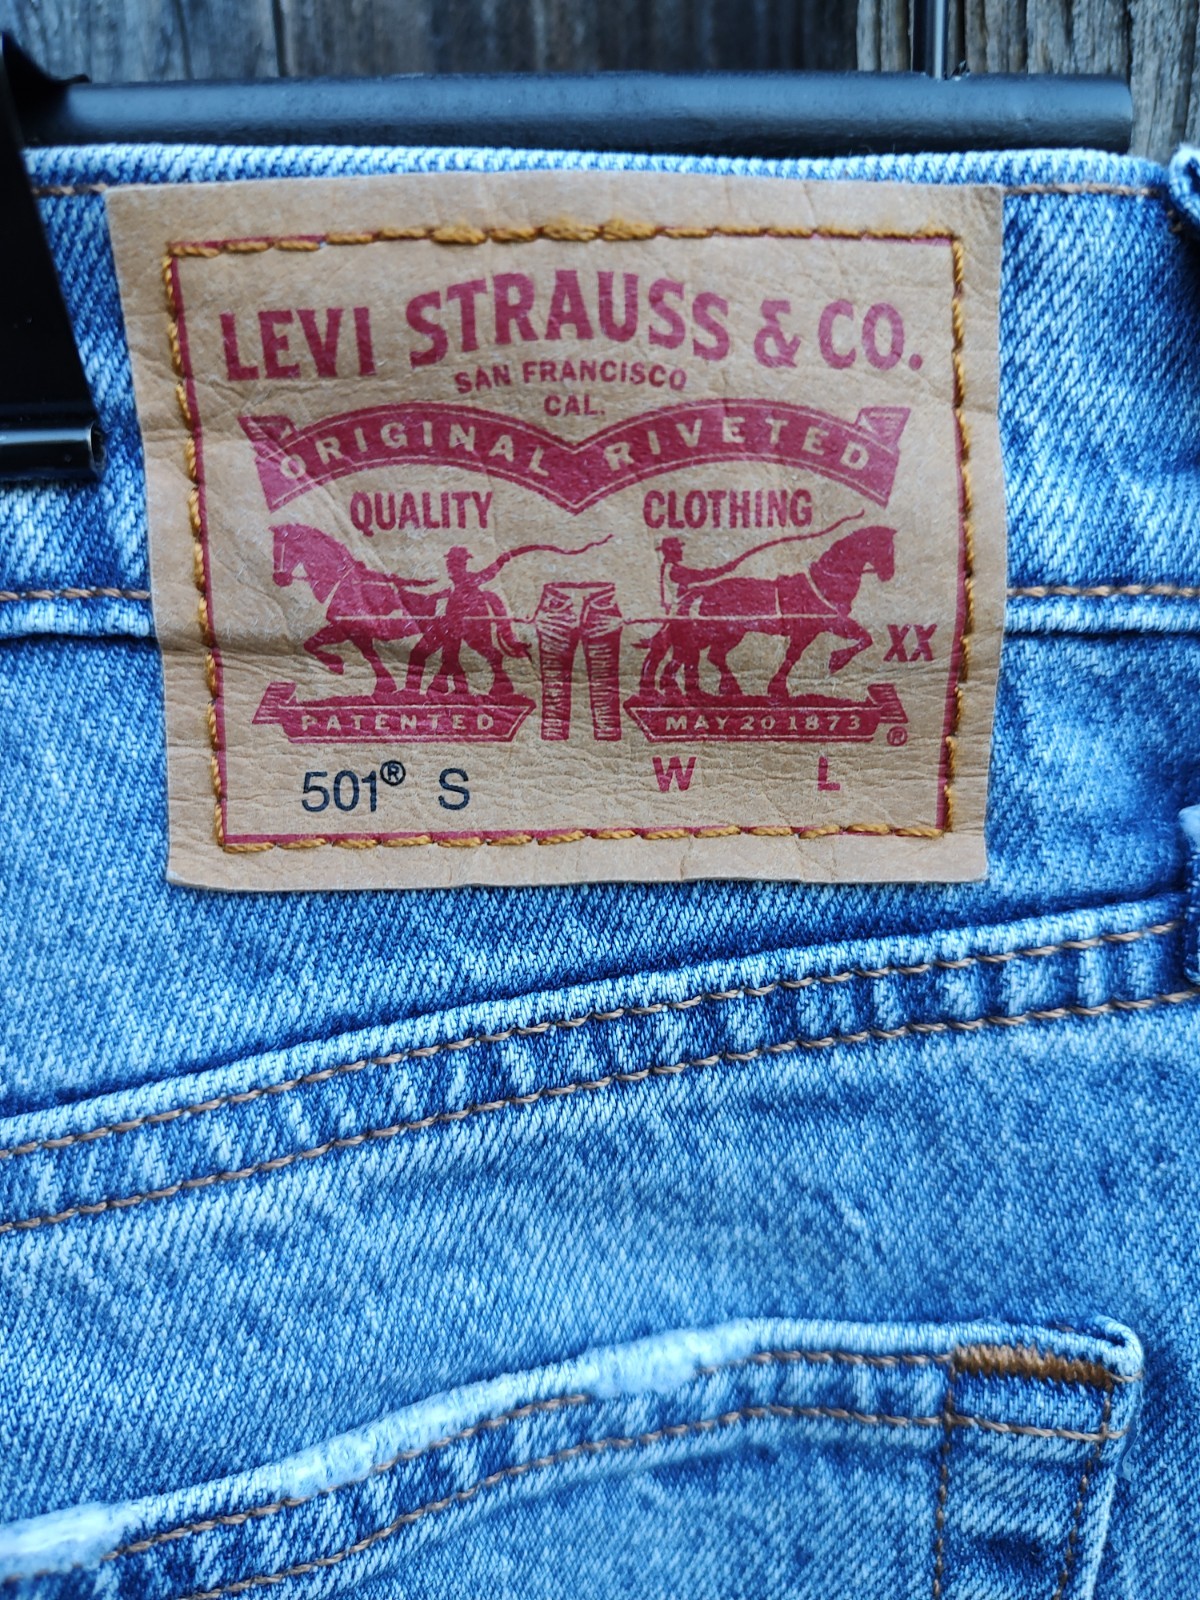 LEVI STRAUSS & CO.
SAN FRANCISCO
CAL.
ORIGINAL RIVETED
QUALITY CLOTHING
XX
PATENTED MAY 20 1873 ®
501® S W L